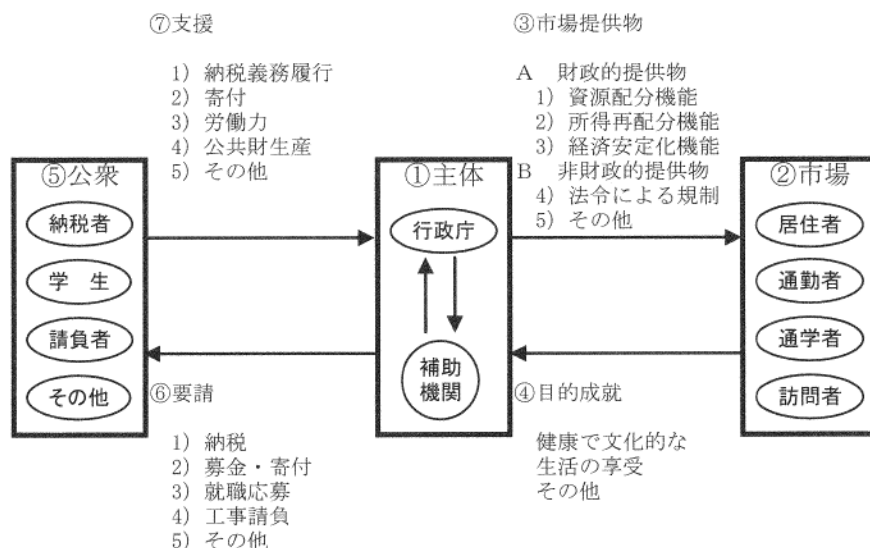 ⑦支援
1) 納税義務履行
2) 寄付
3) 労働力
4) 公共財生産
5) その他
③市場提供物
A 財政的提供物
1) 資源配分機能
2) 所得再配分機能
3) 経済安定化機能
B 非財政的提供物
4) 法令による規制
5) その他
⑤公衆
納税者
学 生
請負者
その他
①主体
行政庁
補助
機関
②市場
居住者
通勤者
通学者
訪問者
⑥要請
1) 納税
2) 募金・寄付
3) 就職応募
4) 工事請負
5) その他
④目的成就
健康で文化的な
生活の享受
その他